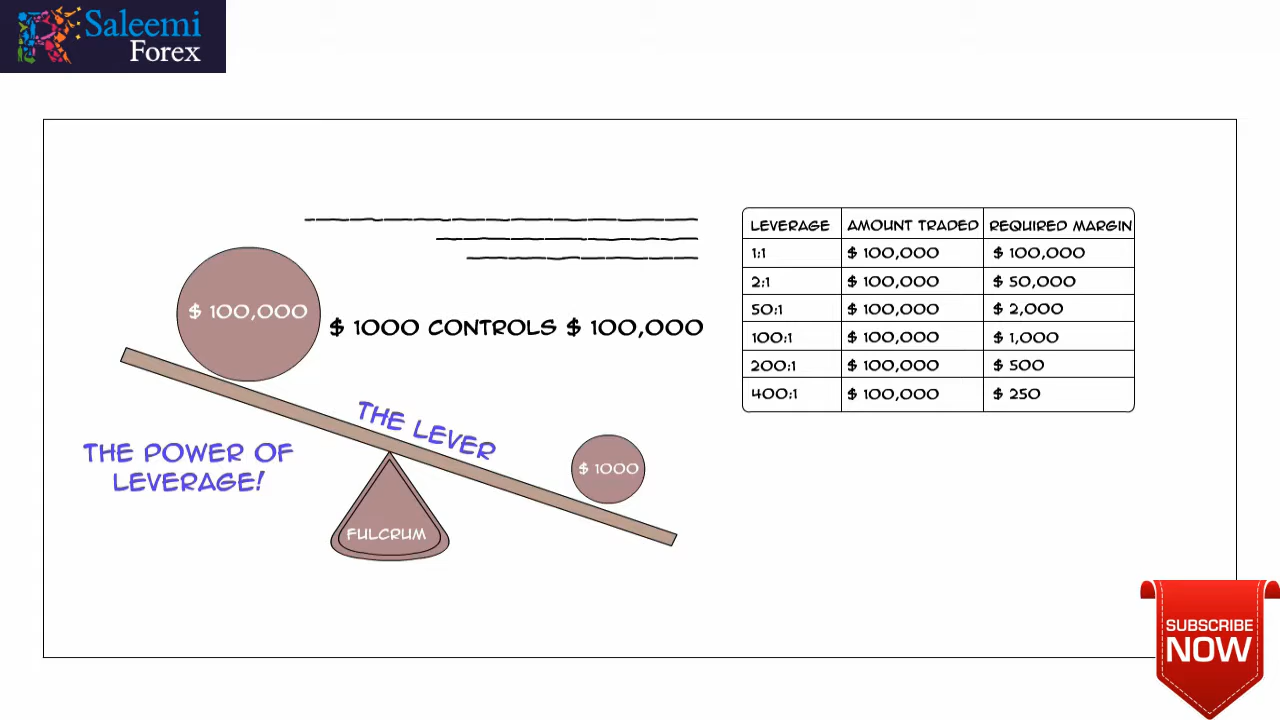 Saleemi
Forex
$ 100,000
$ 1000 CONTROLS $ 100,000
THE LEVER
THE POWER OF
LEVERAGE!
$ 1000
FULCRUM
LEVERAGE AMOUNT TRADED REQUIRED MARGIN
1:1 $ 100,000 $ 100,000
2:1 $ 100,000 $ 50,000
50:1 $ 100,000 $ 2,000
100:1 $ 100,000 $ 1,000
200:1 $ 100,000 $ 500
400:1 $ 100,000 $ 250
SUBSCRIBE
NOW